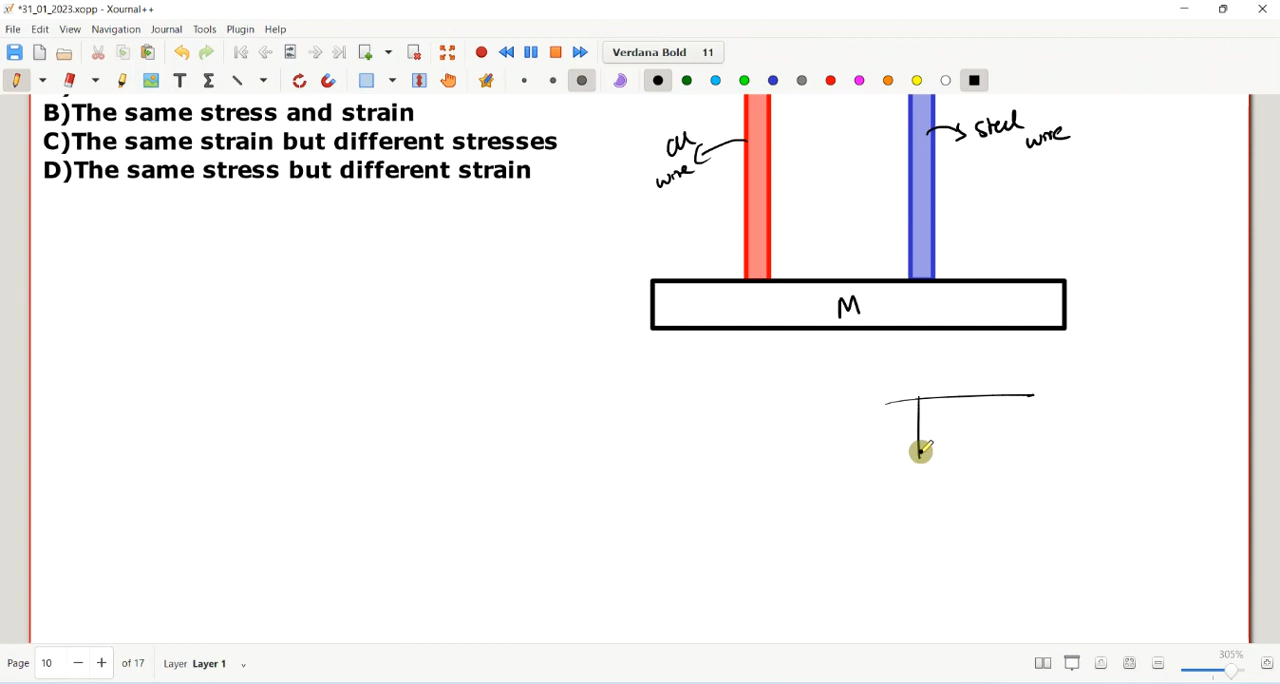 *31_01_2023.xopp - Xournal++
File Edit View Navigation Journal Tools Plugin Help
Verdana Bold 11
B)The same stress and strain
C)The same strain but different stresses
D)The same stress but different strain
wire
steel wire
M
Page 10 of 17 Layer Layer 1
305%